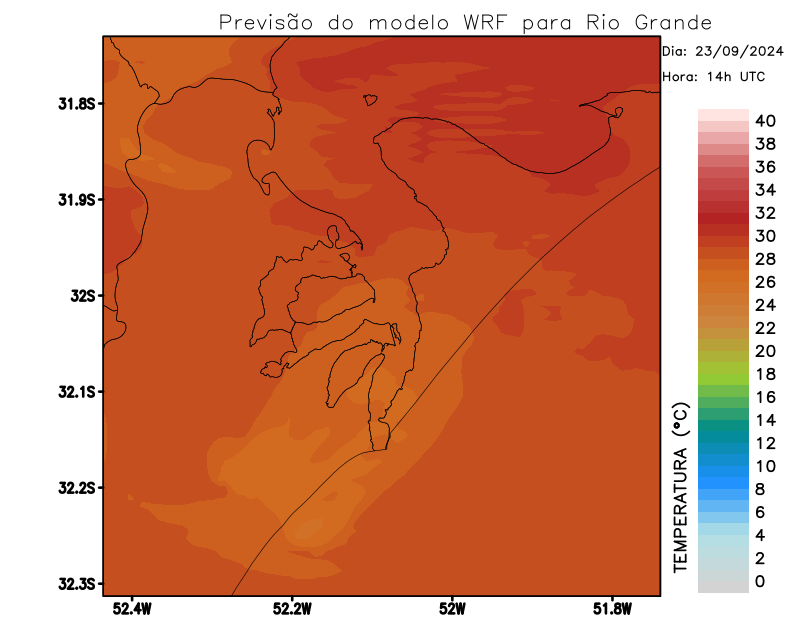 Previsão do modelo WRF para Rio Grande
Dia: 23/09/2024
Hora: 14h UTC
31.8S
31.9S
32S
32.1S
32.2S
32.3S
52.4W
52.2W
52W
51.8W
40
38
36
34
32
30
28
26
24
22
20
18
16
14
12
10
8
6
4
2
0
TEMPERATURA (°C)